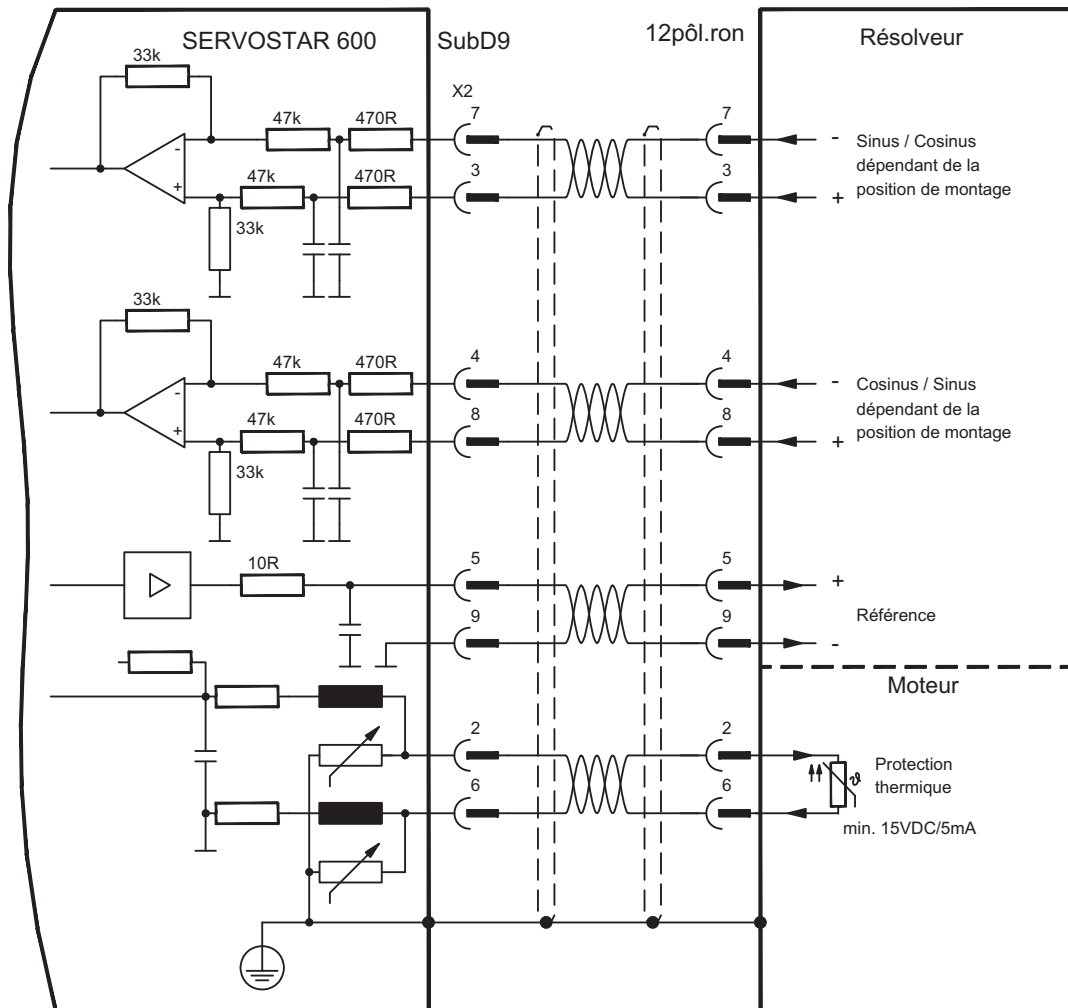 SERVOSTAR 600
SubD9
12pôl.ron
Résolveur
33k
X2
47k
470R
7
7
-
Sinus / Cosinus
dépendant de la
position de montage
-
+
47k
470R
3
3
+
33k
33k
47k
470R
4
4
-
Cosinus / Sinus
dépendant de la
position de montage
-
+
47k
470R
8
8
+
33k
10R
5
5
+
Référence
9
9
-
Moteur
2
2
Protection
thermique
ϑ
6
6
min. 15VDC/5mA